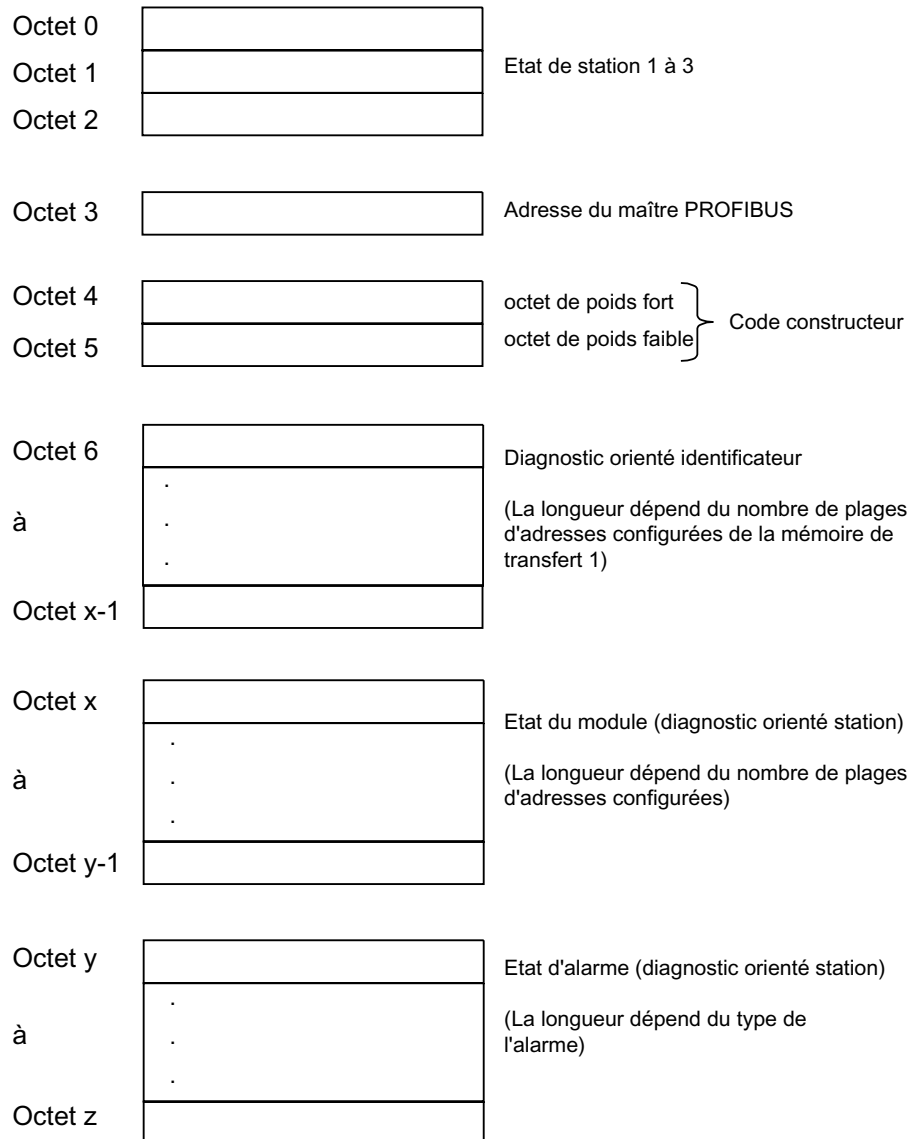 Octet 0
Octet 1
Etat de station 1 à 3
Octet 2
Octet 3
Adresse du maître PROFIBUS
Octet 4
octet de poids fort
Code constructeur
octet de poids faible
Octet 5
Octet 6
Diagnostic orienté identificateur
.
(La longueur dépend du nombre de plages
à
.
d'adresses configurées de la mémoire de
transfert 1)
.
Octet x-1
Octet x
Etat du module (diagnostic orienté station)
.
(La longueur dépend du nombre de plages
à
.
d'adresses configurées)
.
Octet y-1
Octet y
Etat d'alarme (diagnostic orienté station)
.
(La longueur dépend du type de
à
.
l'alarme)
.
Octet z